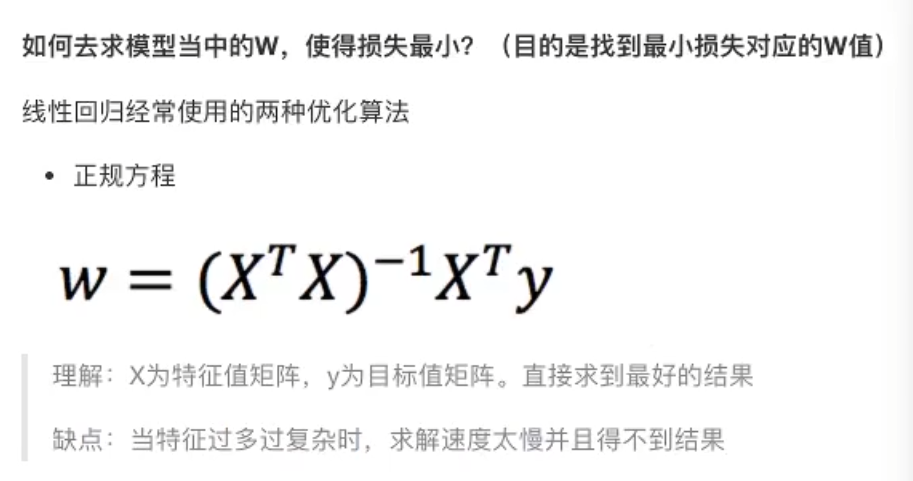 如何去求模型当中的W，使得损失最小？（目的是找到最小损失对应的W值）
线性回归经常使用的两种优化算法
• 正规方程
w = (XᵀX)⁻¹Xᵀy
理解：X为特征值矩阵，y为目标值矩阵。直接求到最好的结果
缺点：当特征过多过复杂时，求解速度太慢并且得不到结果